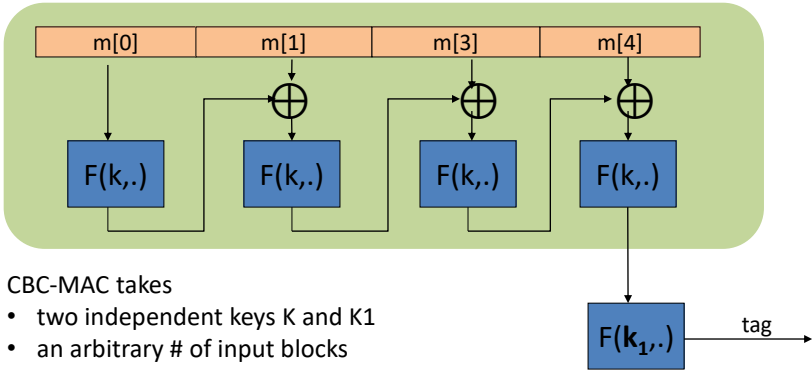 m[0] m[1] m[3] m[4]
F(k,.) F(k,.) F(k,.) F(k,.)
CBC-MAC takes
• two independent keys K and K1
• an arbitrary # of input blocks
F(k₁,.) tag